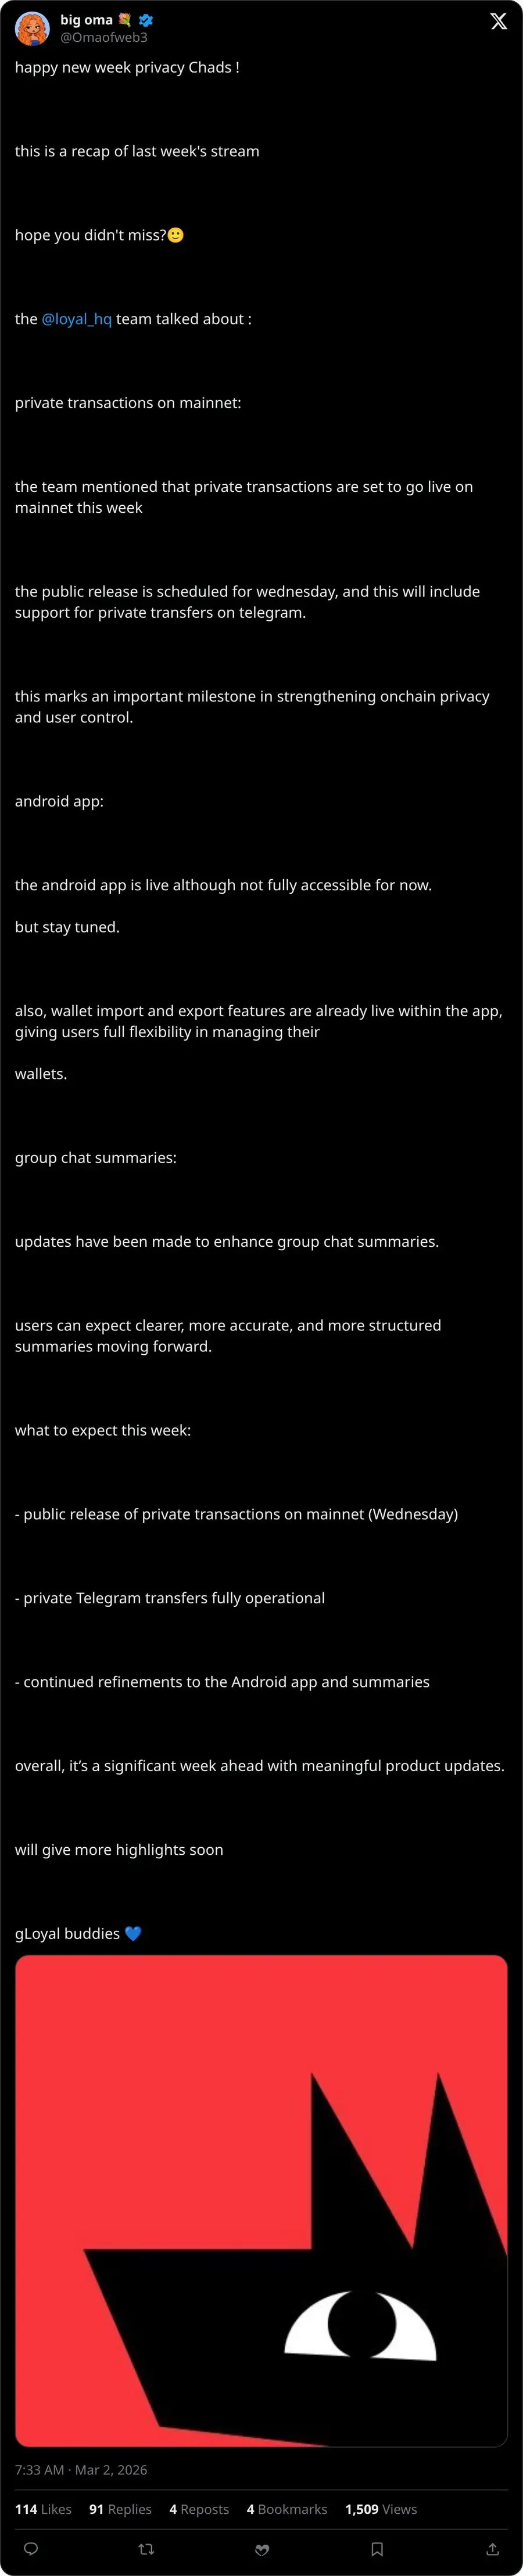 big oma 💐
@Omaofweb3
happy new week privacy Chads !
this is a recap of last week's stream
hope you didn't miss?🙂
the @loyal_hq team talked about :
private transactions on mainnet:
the team mentioned that private transactions are set to go live on
mainnet this week
the public release is scheduled for wednesday, and this will include
support for private transfers on telegram.
this marks an important milestone in strengthening onchain privacy
and user control.
android app:
the android app is live although not fully accessible for now.
but stay tuned.
also, wallet import and export features are already live within the app,
giving users full flexibility in managing their
wallets.
group chat summaries:
updates have been made to enhance group chat summaries.
users can expect clearer, more accurate, and more structured
summaries moving forward.
what to expect this week:
- public release of private transactions on mainnet (Wednesday)
- private Telegram transfers fully operational
- continued refinements to the Android app and summaries
overall, it’s a significant week ahead with meaningful product updates.
will give more highlights soon
gLoyal buddies 💙
7:33 AM · Mar 2, 2026
114 Likes 91 Replies 4 Reposts 4 Bookmarks 1,509 Views